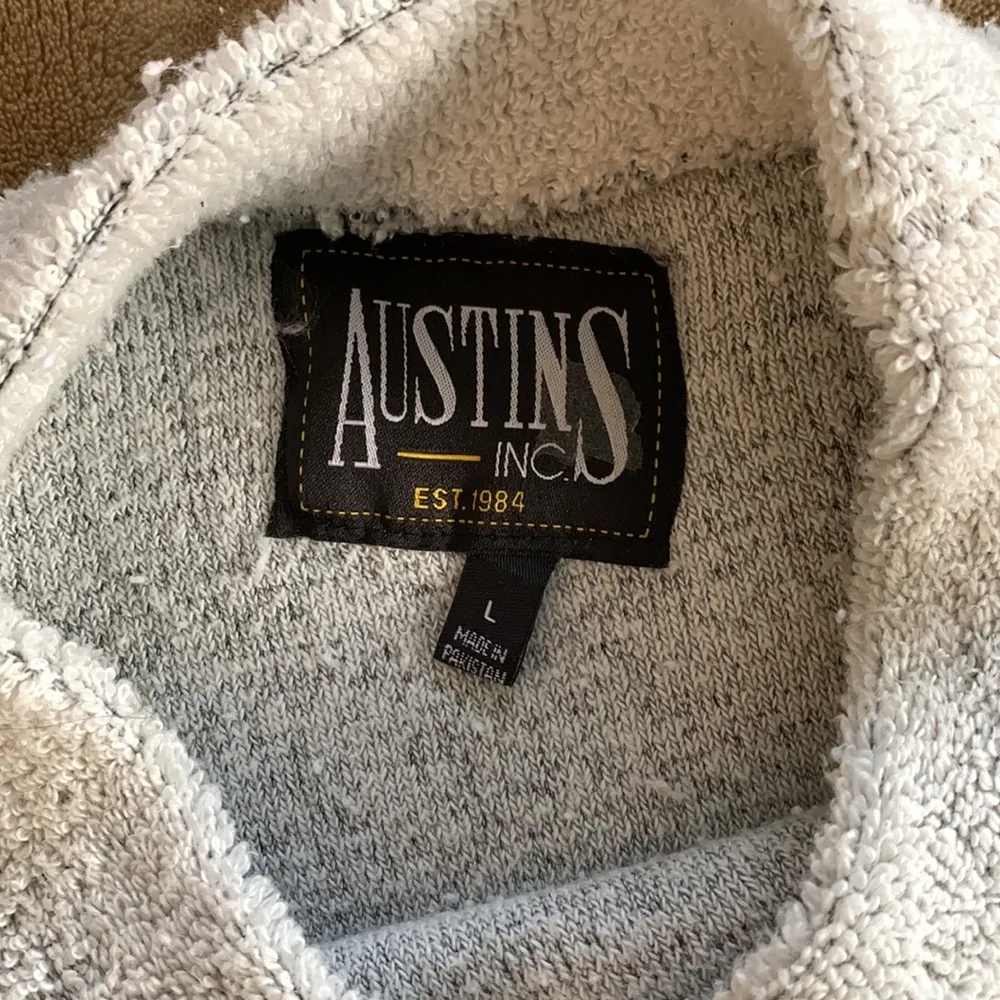 AUSTINS
INC.
EST. 1984
L
MADE IN
PAKISTAN